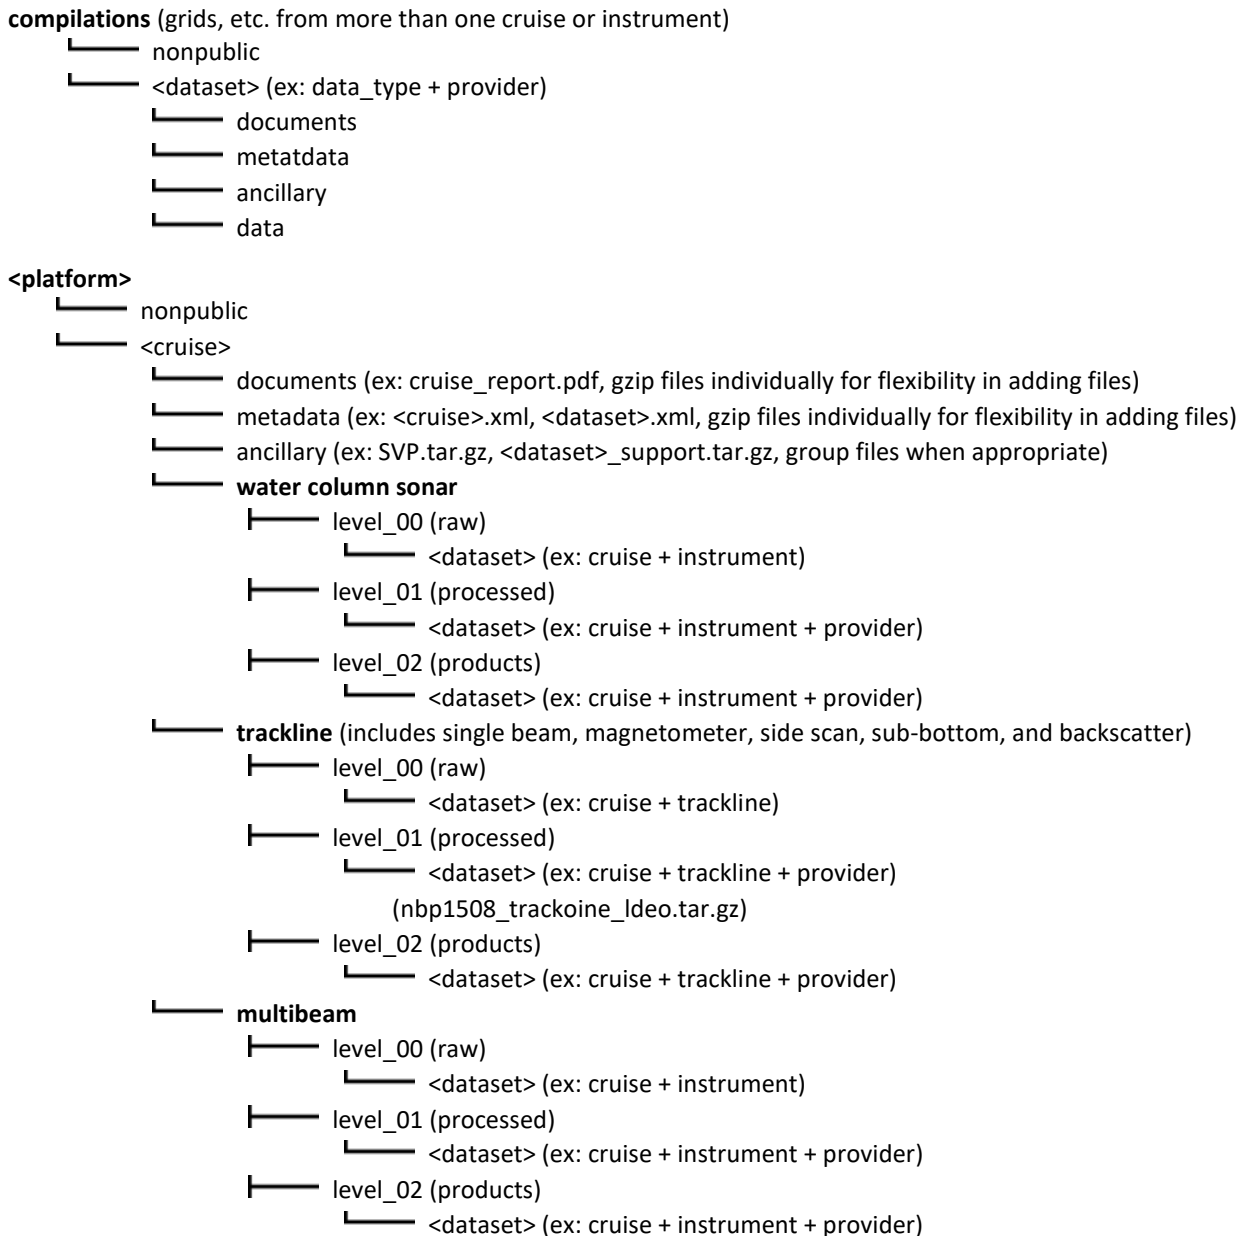 compilations (grids, etc. from more than one cruise or instrument)
nonpublic
<dataset> (ex: data_type + provider)
documents
metatdata
ancillary
data
<platform>
nonpublic
<cruise>
documents (ex: cruise_report.pdf, gzip files individually for flexibility in adding files)
metadata (ex: <cruise>.xml, <dataset>.xml, gzip files individually for flexibility in adding files)
ancillary (ex: SVP.tar.gz, <dataset>_support.tar.gz, group files when appropriate)
water column sonar
level_00 (raw)
<dataset> (ex: cruise + instrument)
level_01 (processed)
<dataset> (ex: cruise + instrument + provider)
level_02 (products)
<dataset> (ex: cruise + instrument + provider)
trackline (includes single beam, magnetometer, side scan, sub-bottom, and backscatter)
level_00 (raw)
<dataset> (ex: cruise + trackline)
level_01 (processed)
<dataset> (ex: cruise + trackline + provider)
(nbp1508_trackoine_ldeo.tar.gz)
level_02 (products)
<dataset> (ex: cruise + trackline + provider)
multibeam
level_00 (raw)
<dataset> (ex: cruise + instrument)
level_01 (processed)
<dataset> (ex: cruise + instrument + provider)
level_02 (products)
<dataset> (ex: cruise + instrument + provider)